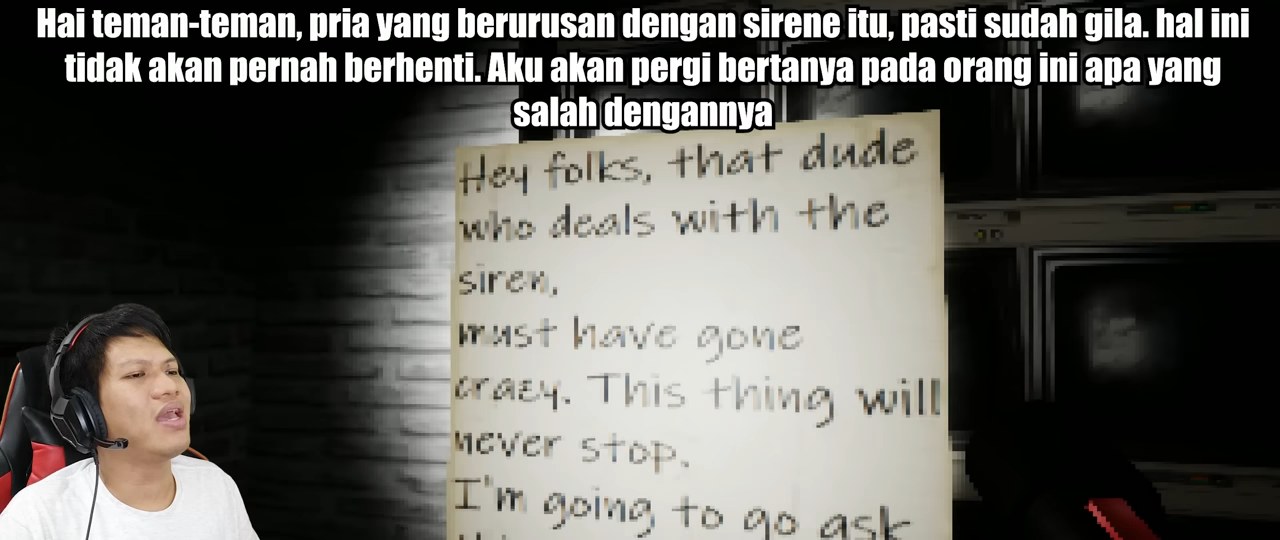 Hai teman-teman, pria yang berurusan dengan sirene itu, pasti sudah gila. hal ini
tidak akan pernah berhenti. Aku akan pergi bertanya pada orang ini apa yang
salah dengannya
Hey folks, that dude
who deals with the
siren,
must have gone
crazy. This thing will
never stop.
I'm going to go ask